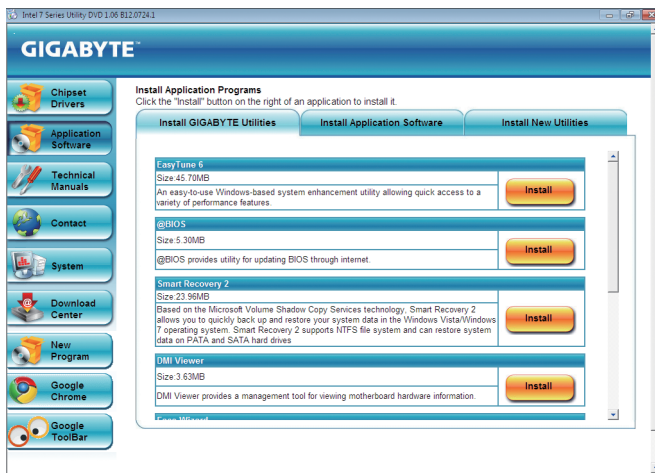 Intel 7 Series Utility DVD 1.06 B12.0724.1
GIGABYTE™
Chipset
Drivers
Application
Software
Technical
Manuals
Contact
System
Download
Center
New
Program
Google
Chrome
Google
ToolBar
Install Application Programs
Click the "Install" button on the right of an application to install it.
Install GIGABYTE Utilities
Install Application Software
Install New Utilities
EasyTune 6
Size:45.70MB
An easy-to-use Windows-based system enhancement utility allowing quick access to a
variety of performance features.
Install
@BIOS
Size:5.30MB
@BIOS provides utility for updating BIOS through internet.
Install
Smart Recovery 2
Size:23.96MB
Based on the Microsoft Volume Shadow Copy Services technology, Smart Recovery 2
allows you to quickly back up and restore your system data in the Windows Vista/Windows
7 operating system. Smart Recovery 2 supports NTFS file system and can restore system
data on PATA and SATA hard drives
Install
DMI Viewer
Size:3.63MB
DMI Viewer provides a management tool for viewing motherboard hardware information.
Install